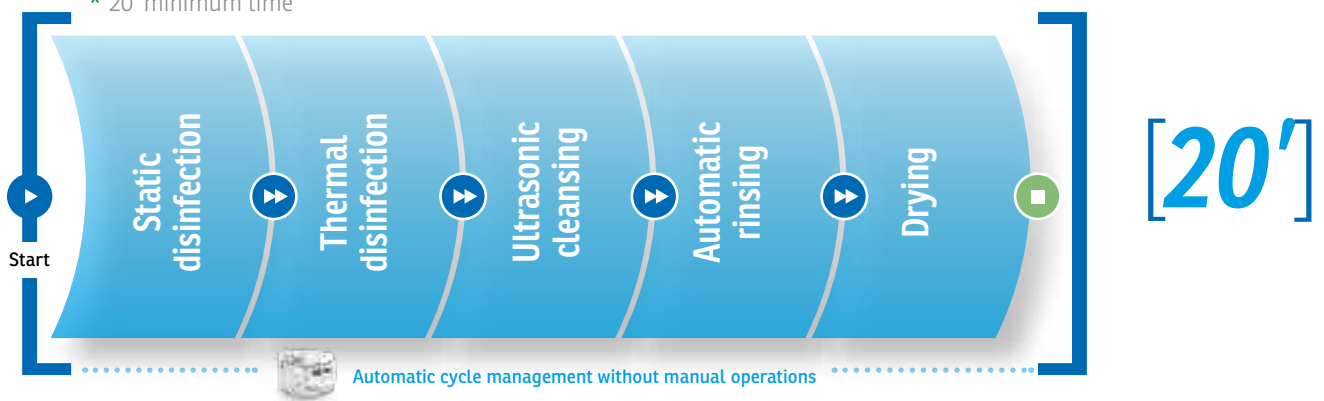 * 20' minimum time
Start
Static
disinfection
Thermal
disinfection
Ultrasonic
cleansing
Automatic
rinsing
Drying
[20']
Automatic cycle management without manual operations